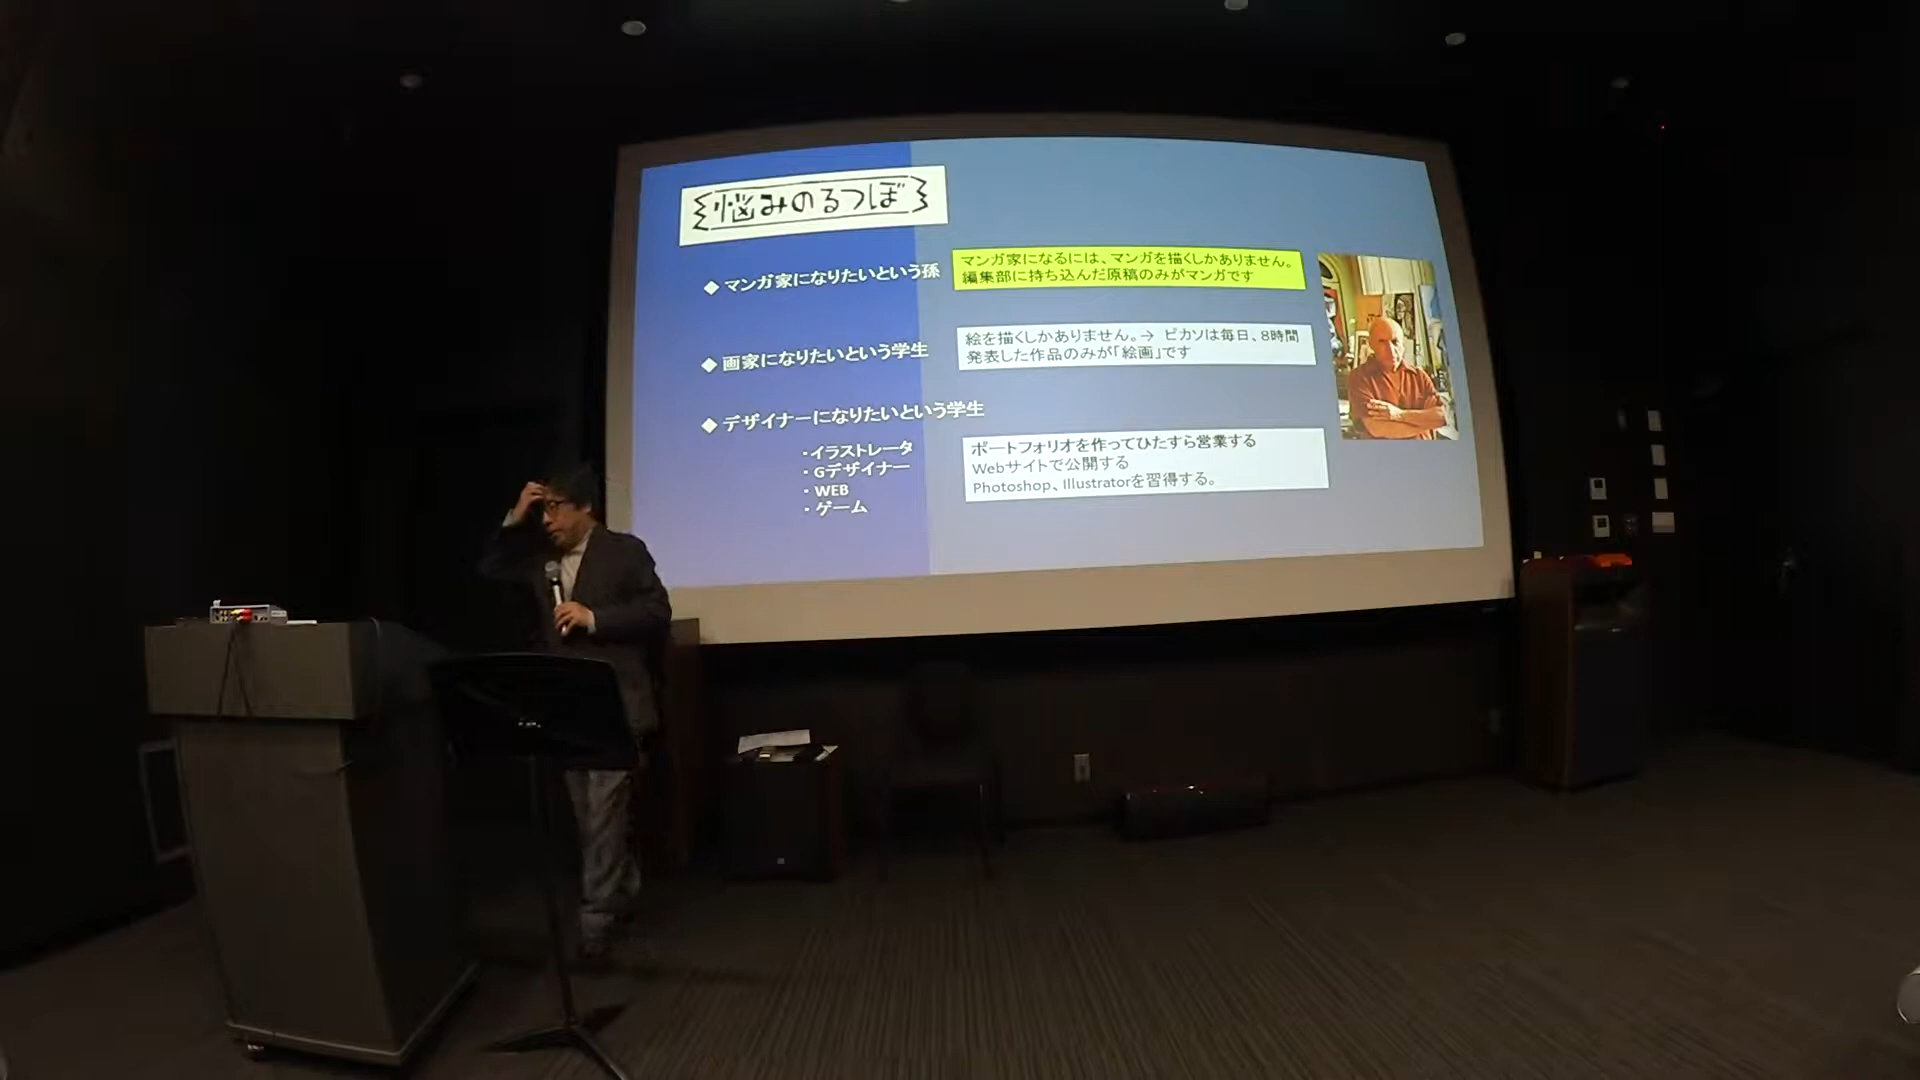 悩みのるつぼ
◆ マンガ家になりたいという孫
マンガ家になるには、マンガを描くしかありません。
編集部に持ち込んだ原稿のみがマンガです
◆ 画家になりたいという学生
絵を描くしかありません。→ ピカソは毎日、8時間
発表した作品のみが「絵画」です
◆ デザイナーになりたいという学生
・イラストレータ
・Gデザイナー
・WEB
・ゲーム
ポートフォリオを作ってひたすら営業する
Webサイトで公開する
Photoshop、Illustratorを習得する。